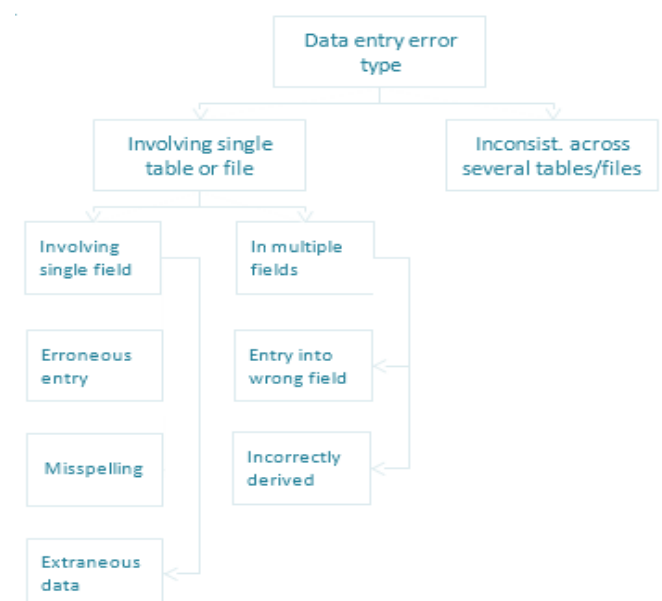 Data entry error
type
Involving single
table or file
Inconsist. across
several tables/files
Involving
single field
In multiple
fields
Erroneous
entry
Entry into
wrong field
Misspelling
Incorrectly
derived
Extraneous
data